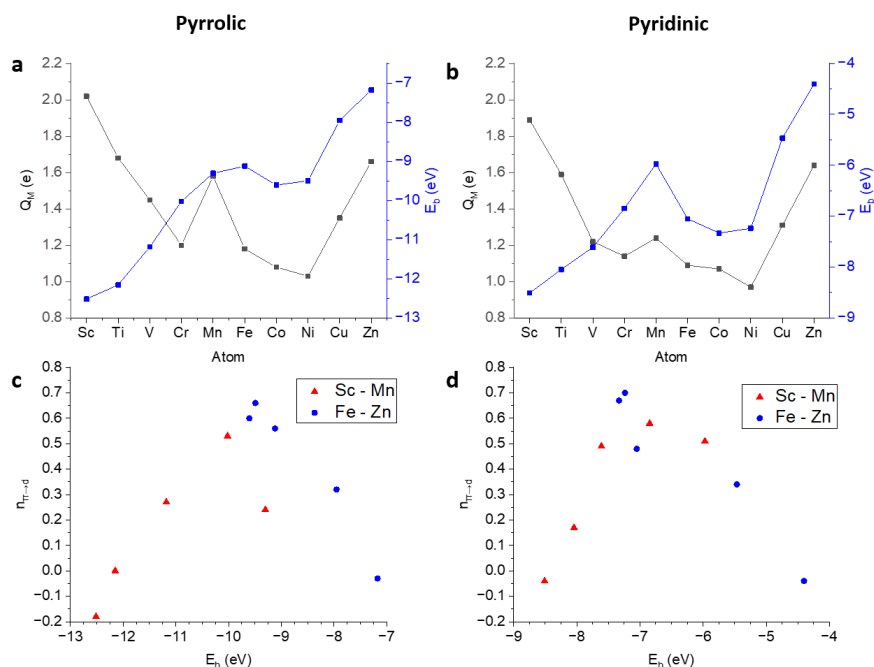 Pyrrolic
Pyridinic
a
b
Q_M (e)
2.2
2.0
1.8
1.6
1.4
1.2
1.0
0.8
Sc Ti V Cr Mn Fe Co Ni Cu Zn
Atom
−7
−8
−9
−10
−11
−12
−13
E_b (eV)
Q_M (e)
2.2
2.0
1.8
1.6
1.4
1.2
1.0
0.8
Sc Ti V Cr Mn Fe Co Ni Cu Zn
Atom
−4
−5
−6
−7
−8
−9
E_b (eV)
c
d
n_π→d
0.8
0.7
0.6
0.5
0.4
0.3
0.2
0.1
0.0
−0.1
−0.2
Sc - Mn
Fe - Zn
−13 −12 −11 −10 −9 −8 −7
E_b (eV)
n_π→d
0.8
0.7
0.6
0.5
0.4
0.3
0.2
0.1
0.0
−0.1
−0.2
Sc - Mn
Fe - Zn
−9 −8 −7 −6 −5 −4
E_b (eV)